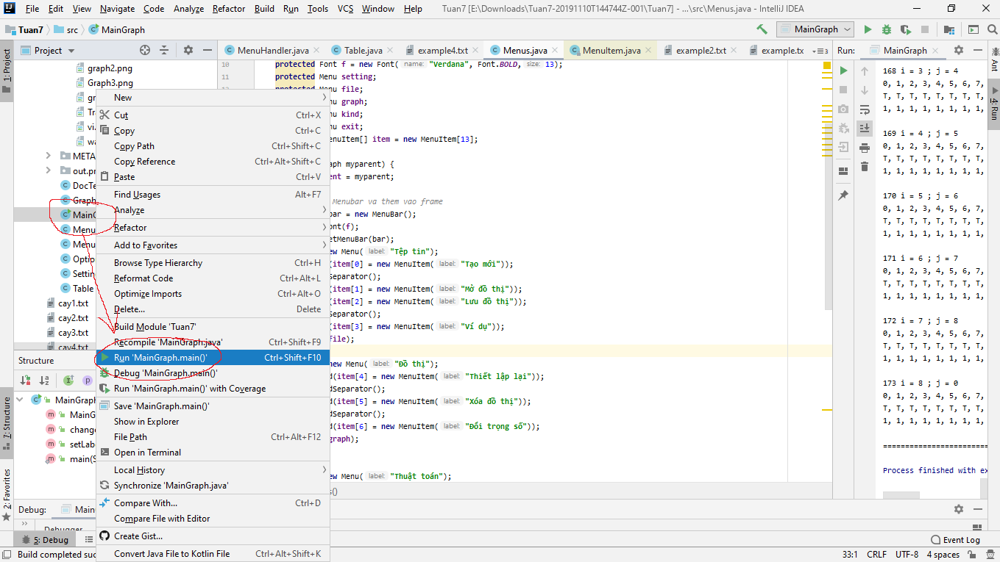 File Edit View Navigate Code Analyze Refactor Build Run Tools VCS Window Help Tuan7 [E:\Downloads\Tuan7-20191110T144744Z-001\Tuan7] - ...\src\Menus.java - IntelliJ IDEA
Tuan7 src MainGraph MainGraph
Project MenuHandler.java Table.java example4.txt Menus.java MenuItem.java example2.txt example.tx Run: MainGraph
1: Project
graph2.png
Graph3.png
gr
Tr
vi.
wa
META
out.pr
DocTe
Graph
MainG
Menu
Menu
Optio
Settin
Table
cay1.txt
cay2.txt
cay3.txt
cay4.txt
Structure
MainGraph
MainG
change
setLab
main(S
7: Structure
2: Favorites
New
Cut Ctrl+X
Copy Ctrl+C
Copy Path Ctrl+Shift+C
Copy Reference Ctrl+Alt+Shift+C
Paste Ctrl+V
Find Usages Alt+F7
Analyze
Refactor
Add to Favorites
Browse Type Hierarchy Ctrl+H
Reformat Code Ctrl+Alt+L
Optimize Imports Ctrl+Alt+O
Delete... Delete
Build Module 'Tuan7'
Recompile 'MainGraph.java' Ctrl+Shift+F9
Run 'MainGraph.main()' Ctrl+Shift+F10
Debug 'MainGraph.main()'
Run 'MainGraph.main()' with Coverage
Save 'MainGraph.main()'
Show in Explorer
File Path Ctrl+Alt+F12
Open in Terminal
Local History
Synchronize 'MainGraph.java'
Compare With... Ctrl+D
Compare File with Editor
Create Gist...
Convert Java File to Kotlin File Ctrl+Alt+Shift+K
10 protected Font f = new Font( name: "Verdana", Font.BOLD, size: 13);
11 protected Menu setting;
protected Menu file;
nu graph;
nu kind;
nu exit;
enuItem[] item = new MenuItem[13];
aph myparent) {
ent = myparent;
Menubar va them vao frame
bar = new MenuBar();
ont(f);
etMenuBar(bar);
new Menu( label: "Tệp tin");
(item[0] = new MenuItem( label: "Tạo mới"));
Separator();
(item[1] = new MenuItem( label: "Mở đồ thị"));
(item[2] = new MenuItem( label: "Lưu đồ thị"));
Separator();
(item[3] = new MenuItem( label: "Ví dụ"));
file);
new Menu( label: "Đồ thị");
d(item[4] = new MenuItem( label: "Thiết lập lại"));
dSeparator();
d(item[5] = new MenuItem( label: "Xóa đồ thị"));
dSeparator();
d(item[6] = new MenuItem( label: "Đổi trọng số"));
graph);
new Menu( label: "Thuật toán");
s()
168 i = 3 ; j = 4
0, 1, 2, 3, 4, 5, 6, 7,
T, T, T, T, T, T, T, T,
1, 1, 1, 1, 1, 1, 1, 1,
169 i = 4 ; j = 5
0, 1, 2, 3, 4, 5, 6, 7,
T, T, T, T, T, T, T, T,
1, 1, 1, 1, 1, 1, 1, 1,
170 i = 5 ; j = 6
0, 1, 2, 3, 4, 5, 6, 7,
T, T, T, T, T, T, T, T,
1, 1, 1, 1, 1, 1, 1, 1,
171 i = 6 ; j = 7
0, 1, 2, 3, 4, 5, 6, 7,
T, T, T, T, T, T, T, T,
1, 1, 1, 1, 1, 1, 1, 1,
172 i = 7 ; j = 8
0, 1, 2, 3, 4, 5, 6, 7,
T, T, T, T, T, T, T, T,
1, 1, 1, 1, 1, 1, 1, 1,
173 i = 8 ; j = 0
0, 1, 2, 3, 4, 5, 6, 7,
T, T, T, T, T, T, T, T,
1, 1, 1, 1, 1, 1, 1, 1,
========================
Process finished with ex
Ant
4: Run
Debug: Main
Debugger
5: Debug Event Log
Build completed suc 33:1 CRLF UTF-8 4 spaces